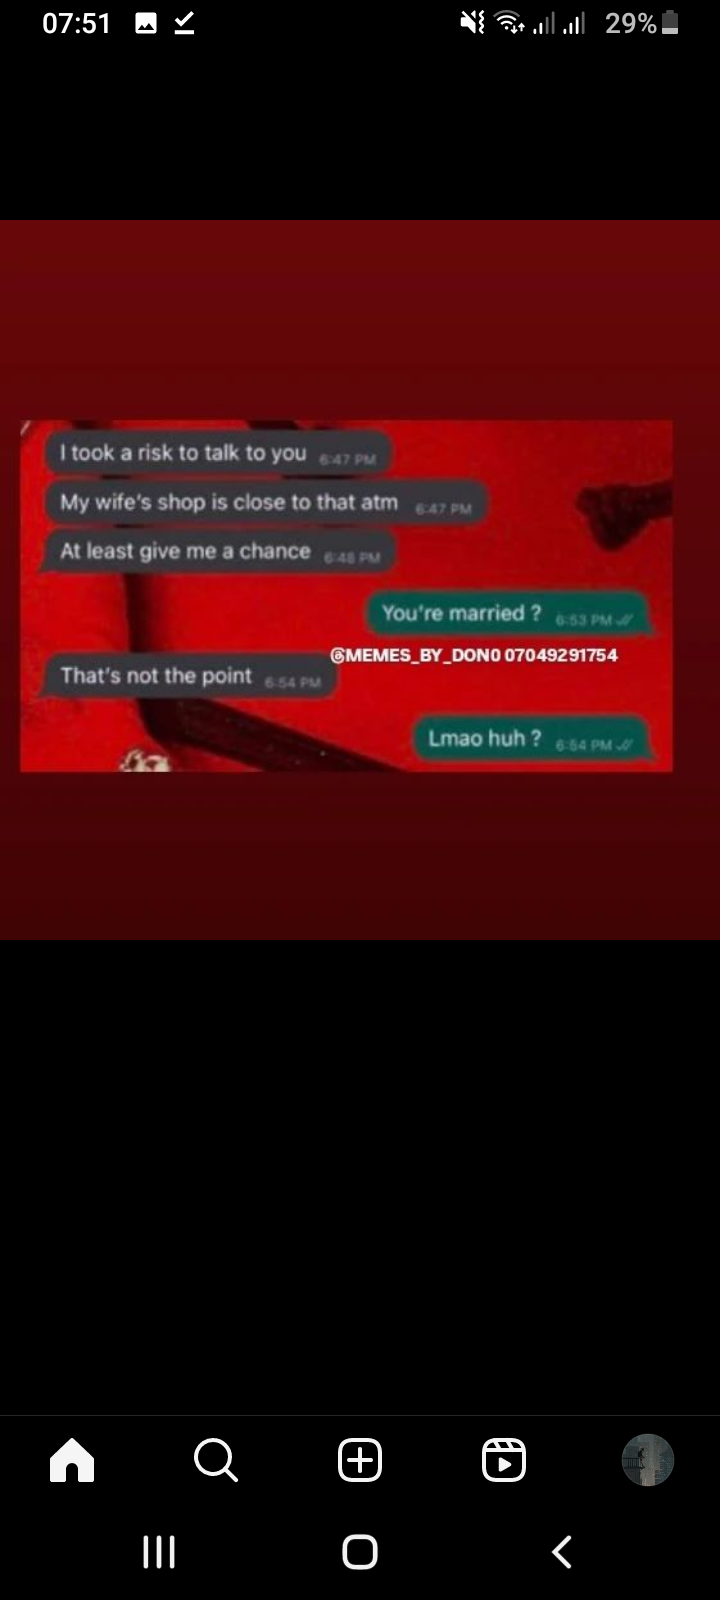 07:51
29%
I took a risk to talk to you 6:47 PM
My wife's shop is close to that atm 6:47 PM
At least give me a chance 6:48 PM
You're married ? 6:53 PM
@MEMES_BY_DON0 07049291754
That's not the point 6:54 PM
Lmao huh ? 6:54 PM